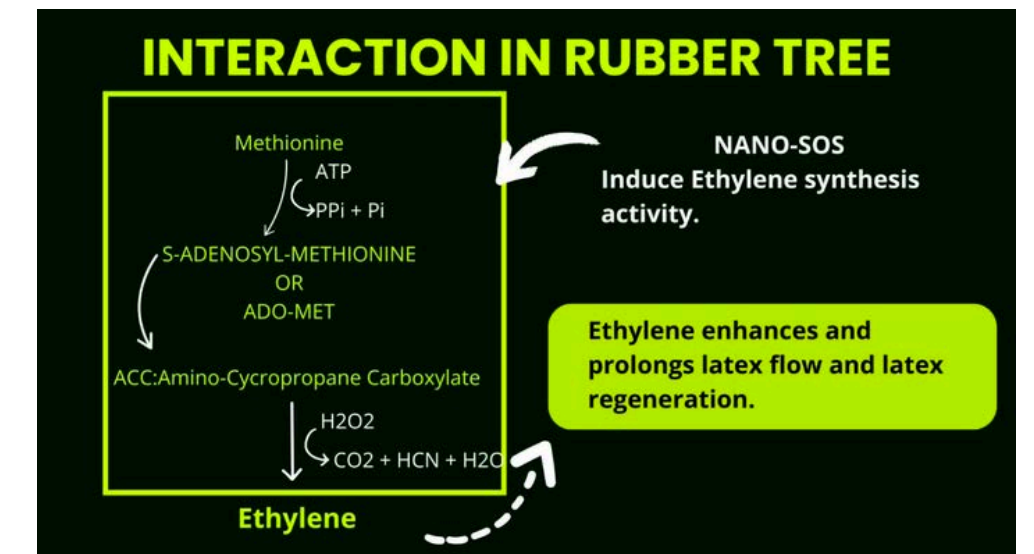 INTERACTION IN RUBBER TREE
Methionine
ATP
PPi + Pi
S-ADENOSYL-METHIONINE
OR
ADO-MET
ACC:Amino-Cycropropane Carboxylate
H2O2
CO2 + HCN + H2O
Ethylene
NANO-SOS
Induce Ethylene synthesis
activity.
Ethylene enhances and
prolongs latex flow and latex
regeneration.